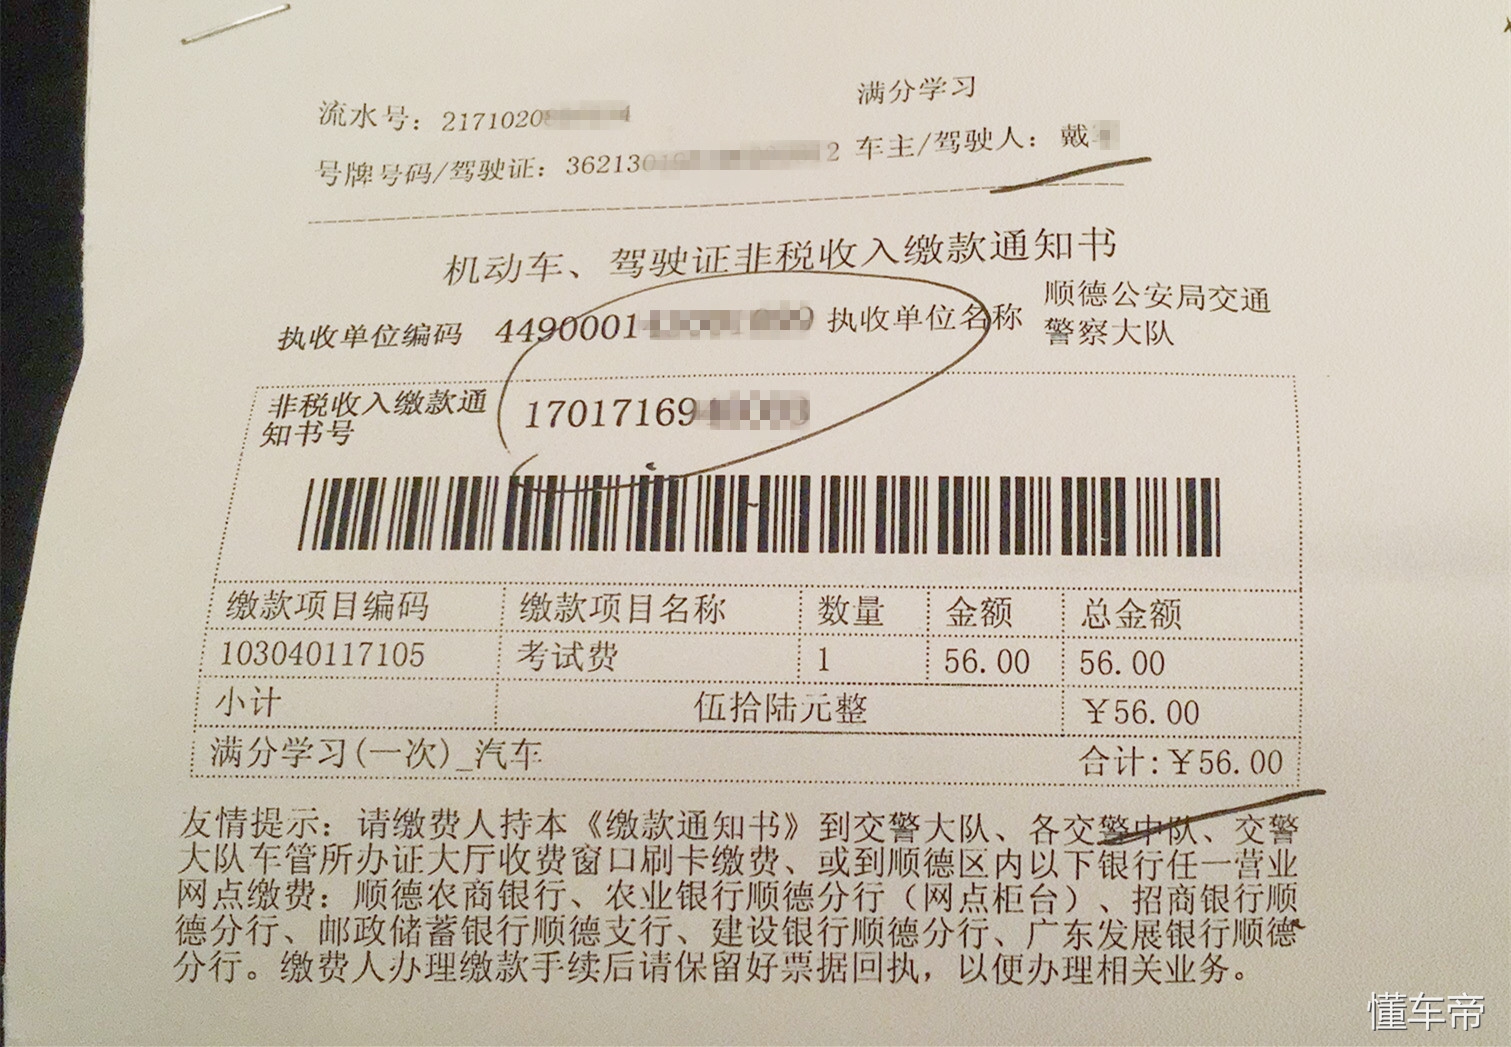 满分学习
流水号：2171020
号牌号码/驾驶证：362130 2 车主/驾驶人：戴
机动车、驾驶证非税收入缴款通知书
执收单位编码 4490001 执收单位名称 顺德公安局交通
警察大队
非税收入缴款通
知书号 170171694
缴款项目编码 缴款项目名称 数量 金额 总金额
103040117105 考试费 1 56.00 56.00
小计 伍拾陆元整 ￥56.00
满分学习(一次)_汽车 合计:￥56.00
友情提示：请缴费人持本《缴款通知书》到交警大队、各交警中队、交警
大队车管所办证大厅收费窗口刷卡缴费、或到顺德区内以下银行任一营业
网点缴费：顺德农商银行、农业银行顺德分行（网点柜台）、招商银行顺
德分行、邮政储蓄银行顺德支行、建设银行顺德分行、广东发展银行顺德
分行。缴费人办理缴款手续后请保留好票据回执，以便办理相关业务。
懂车帝